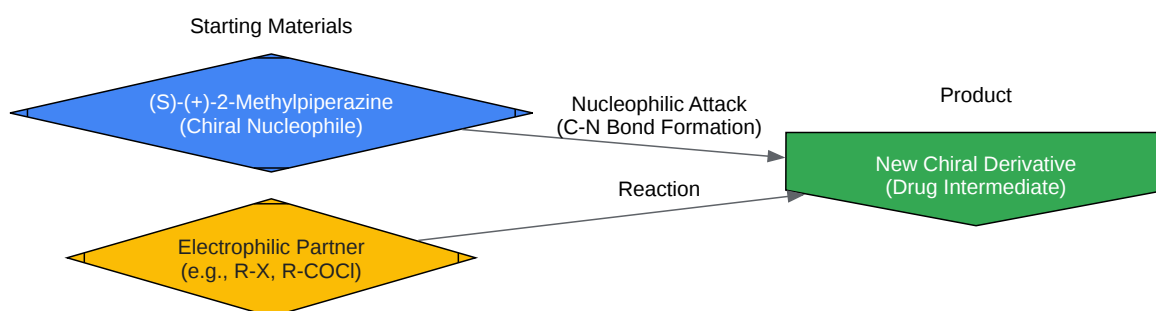 Starting Materials
(S)-(+)-2-Methylpiperazine
(Chiral Nucleophile)
Nucleophilic Attack
(C-N Bond Formation)
Product
New Chiral Derivative
(Drug Intermediate)
Reaction
Electrophilic Partner
(e.g., R-X, R-COCl)